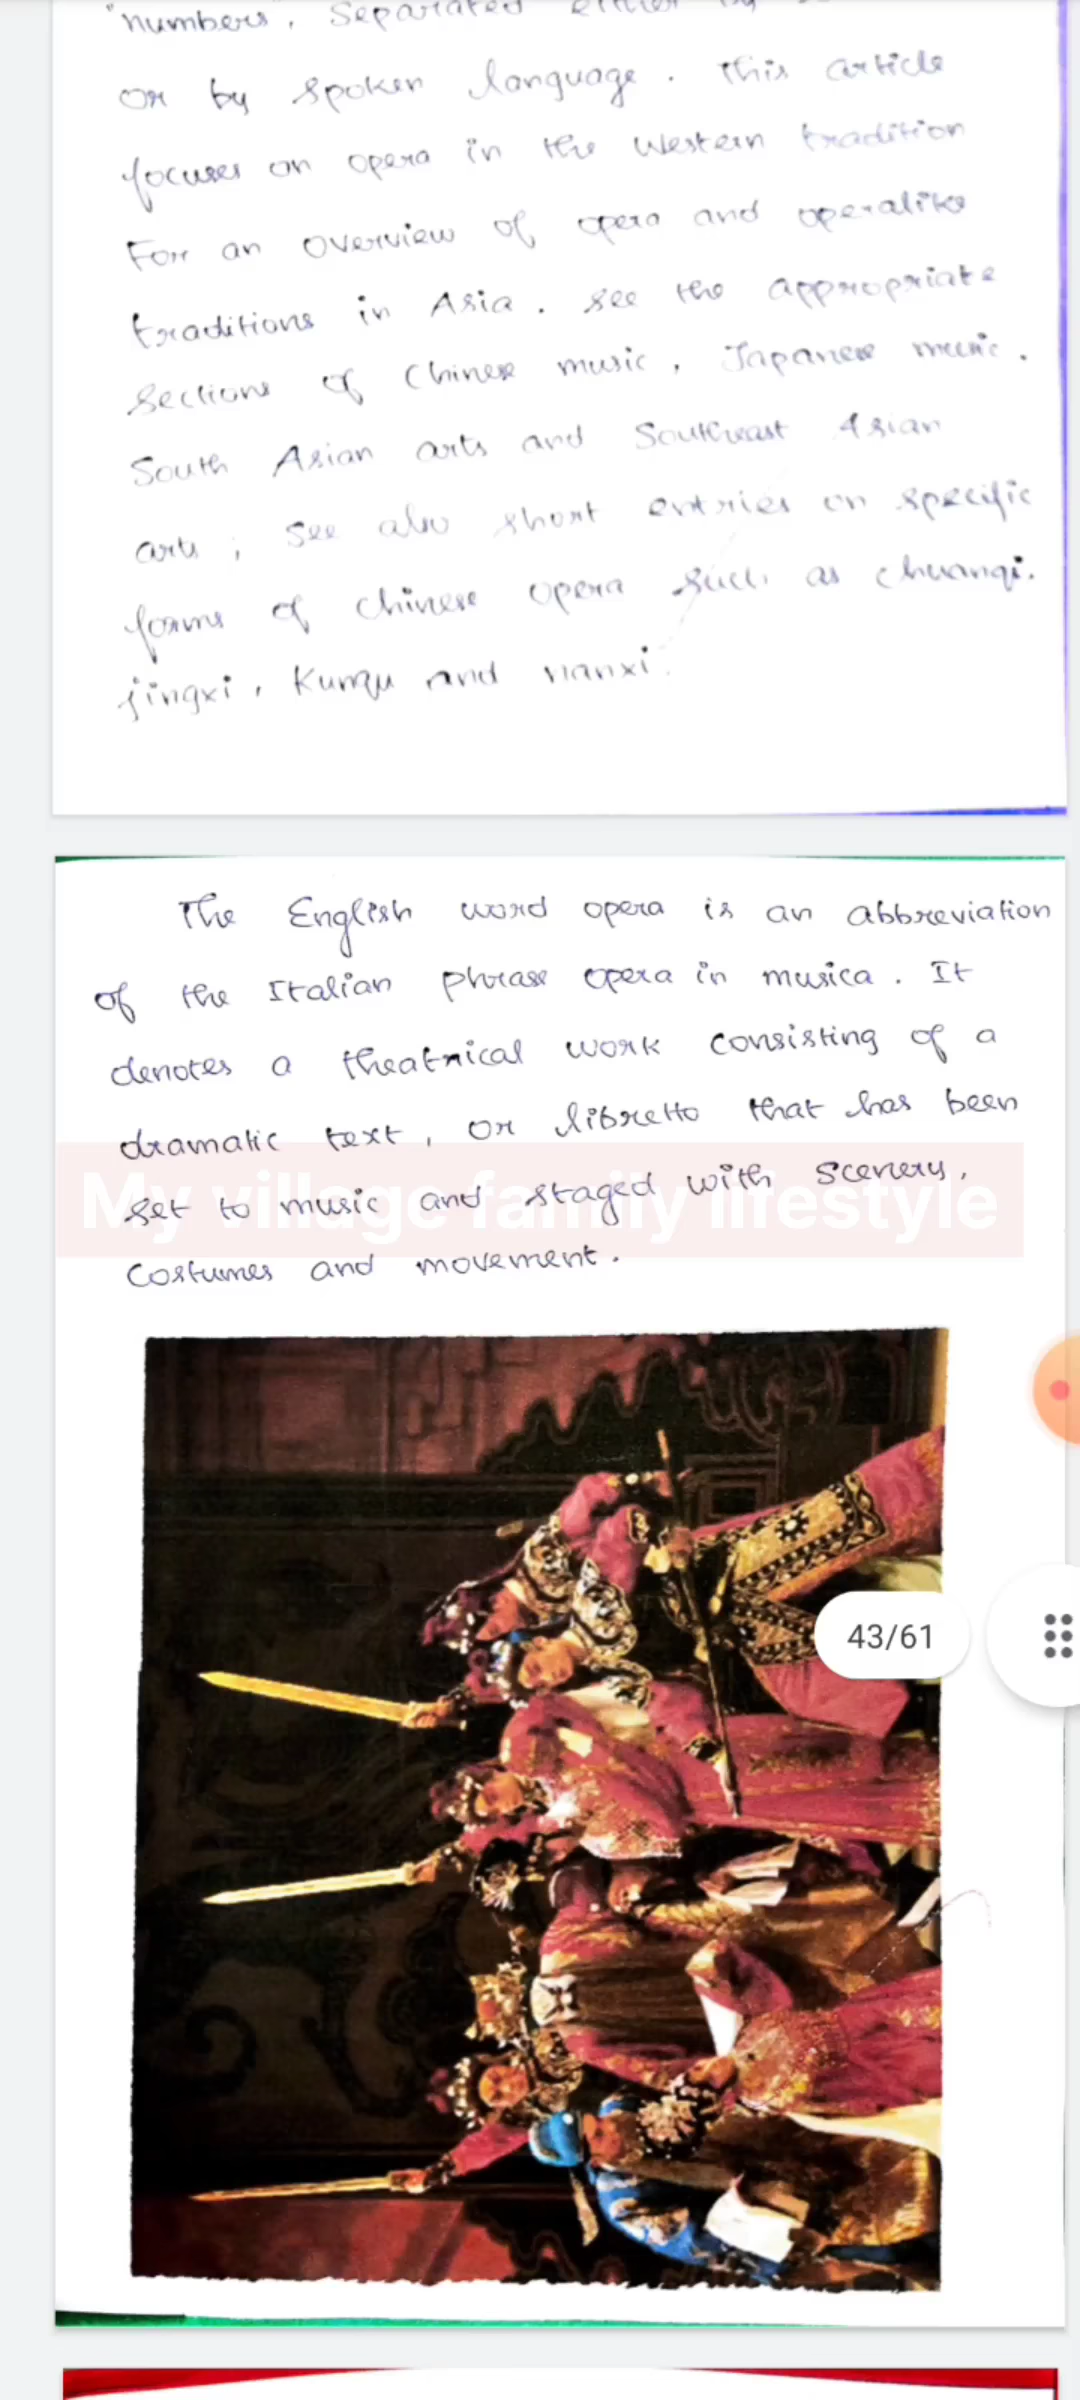 "numbers", Separated either by
or by spoken language. This article
focuses on opera in the Western tradition
For an overview of opera and operalike
traditions in Asia. see the appropriate
sections of Chinese music, Japanese music.
South Asian arts and Southeast Asian
arts; See also short entries on specific
forms of chinese opera such as chuanqi.
jingxi, Kunqu and nanxi.
The English word opera is an abbreviation
of the Italian phrase opera in musica. It
denotes a theatrical work consisting of a
dramatic text, or libretto that has been
set to music and staged with scenery,
My village family lifestyle
costumes and movement.
43/61